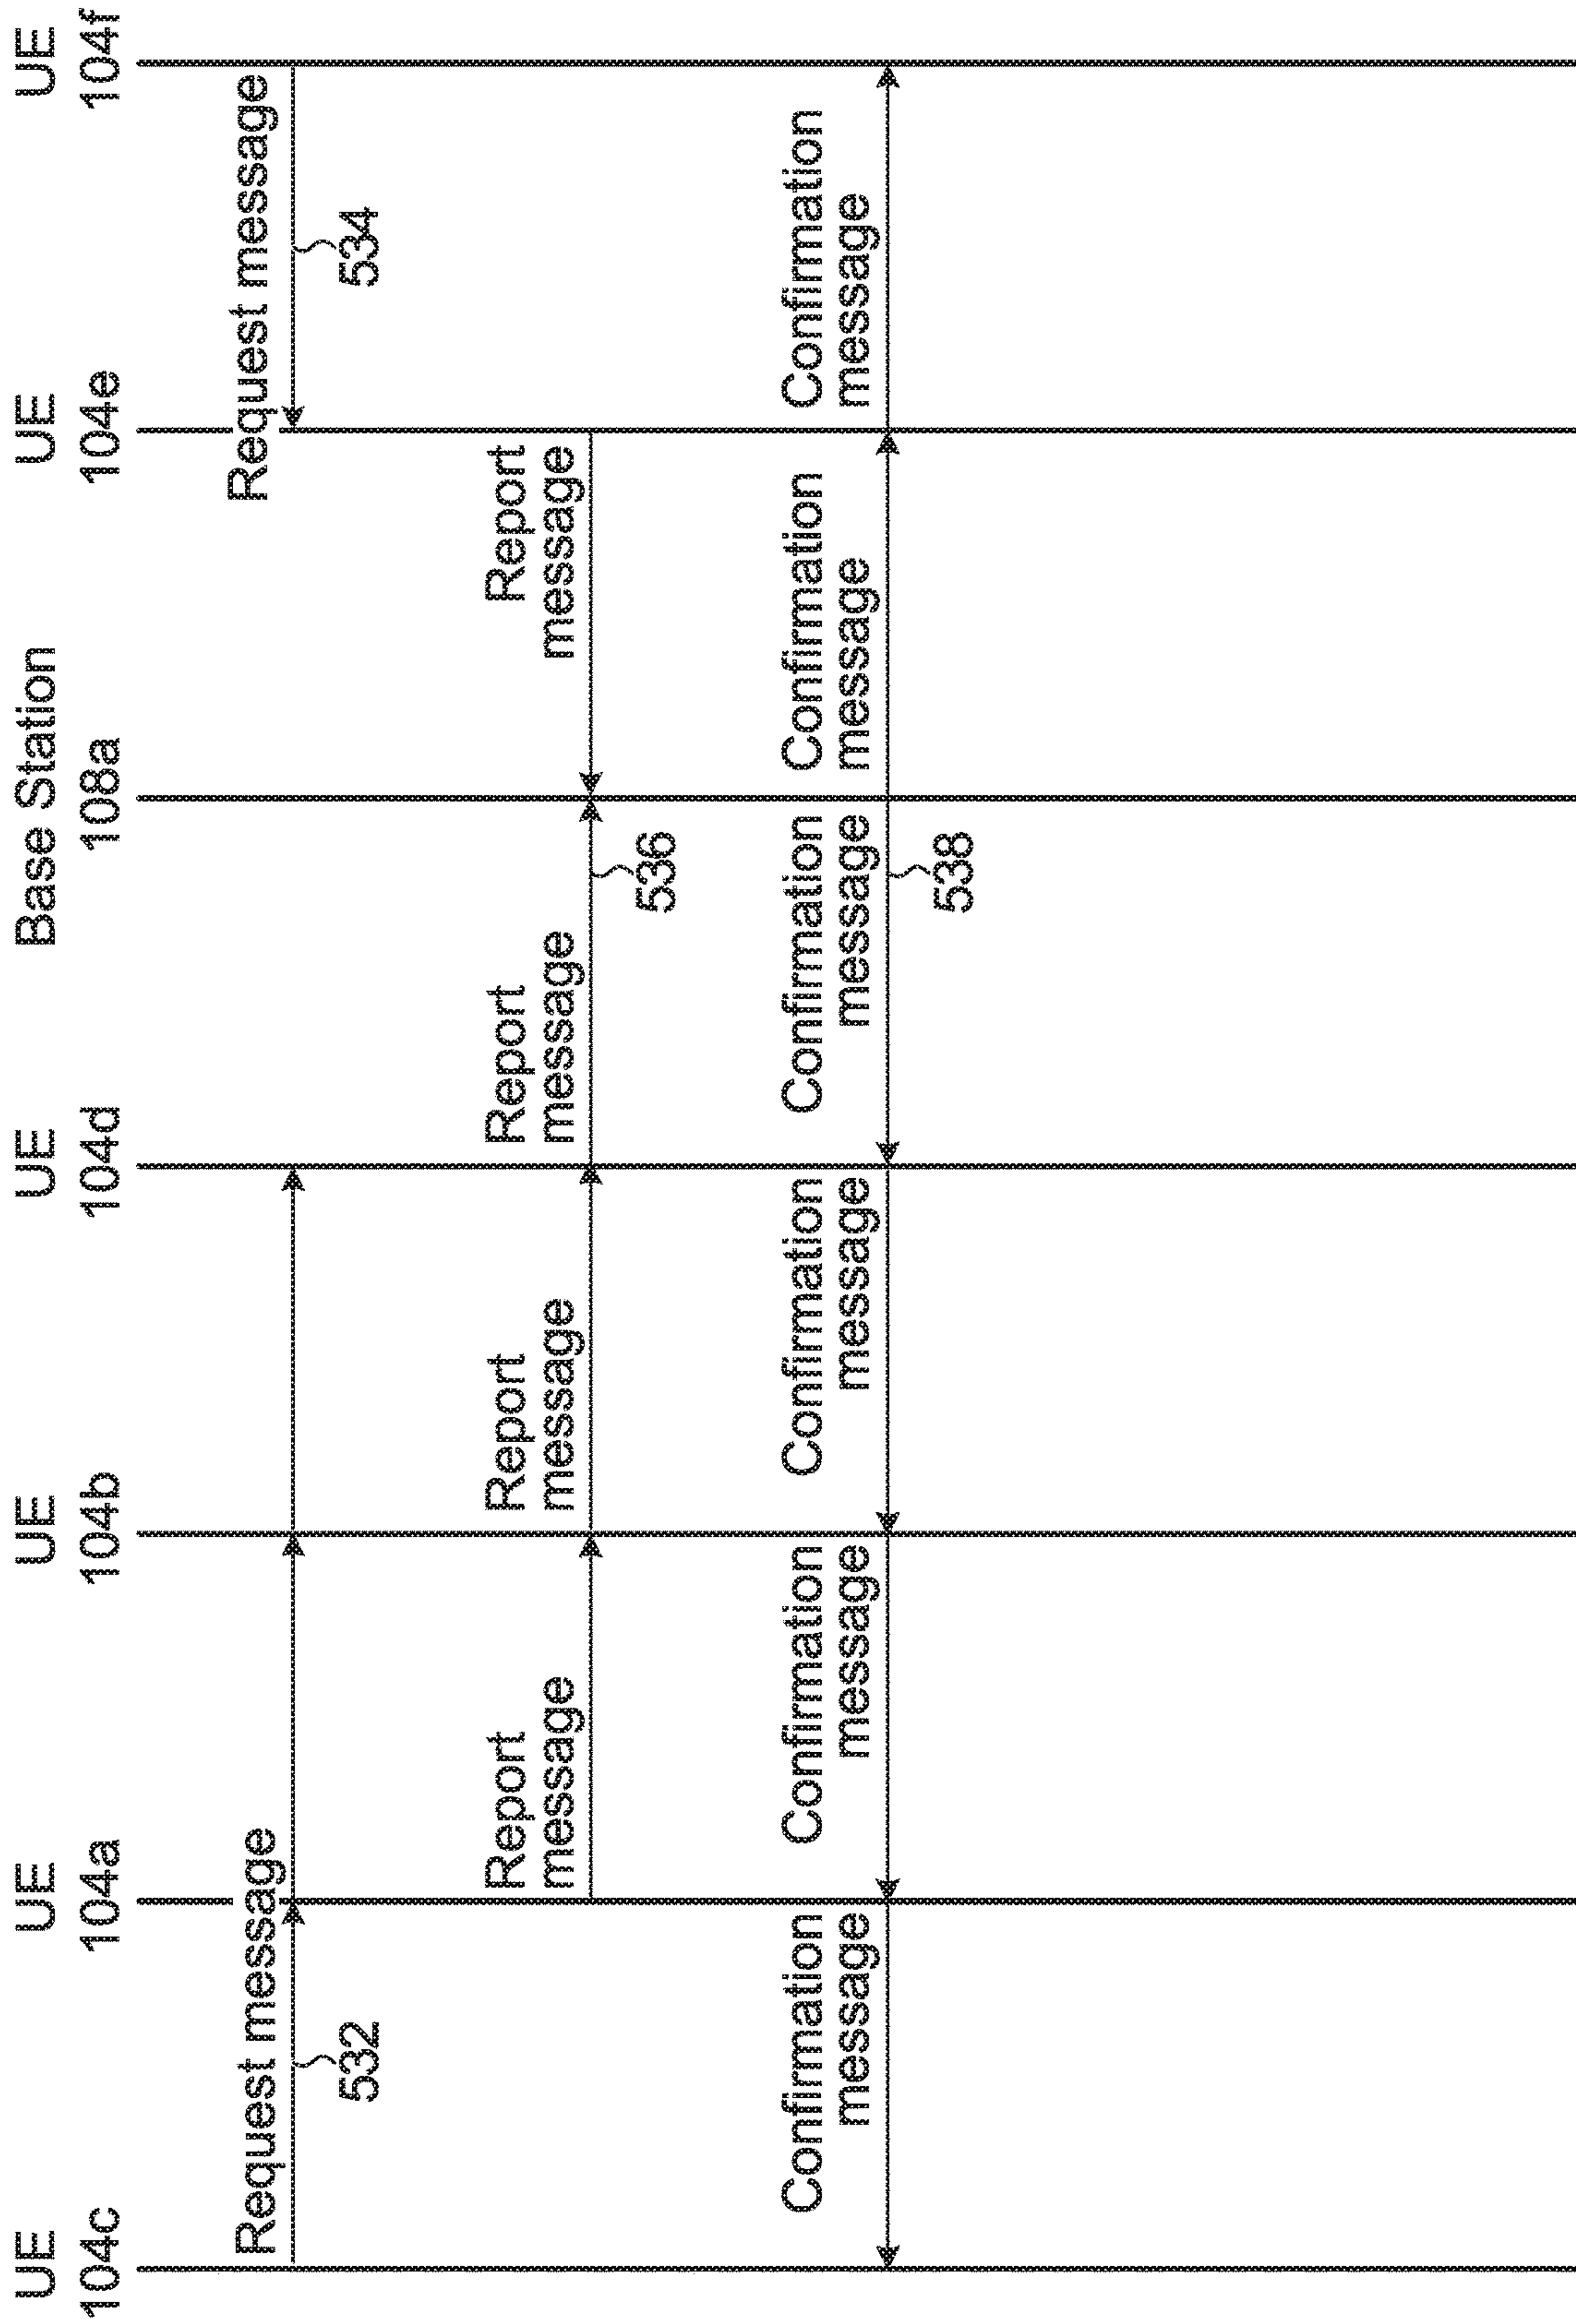 UE
104c
UE
104a
UE
104b
UE
104d
Base Station
108a
UE
104e
UE
104f
Request message
532
Request message
534
Report
message
Report
message
Report
message
536
Report
message
Confirmation
message
Confirmation
message
Confirmation
message
Confirmation
message
538
Confirmation
message
Confirmation
message